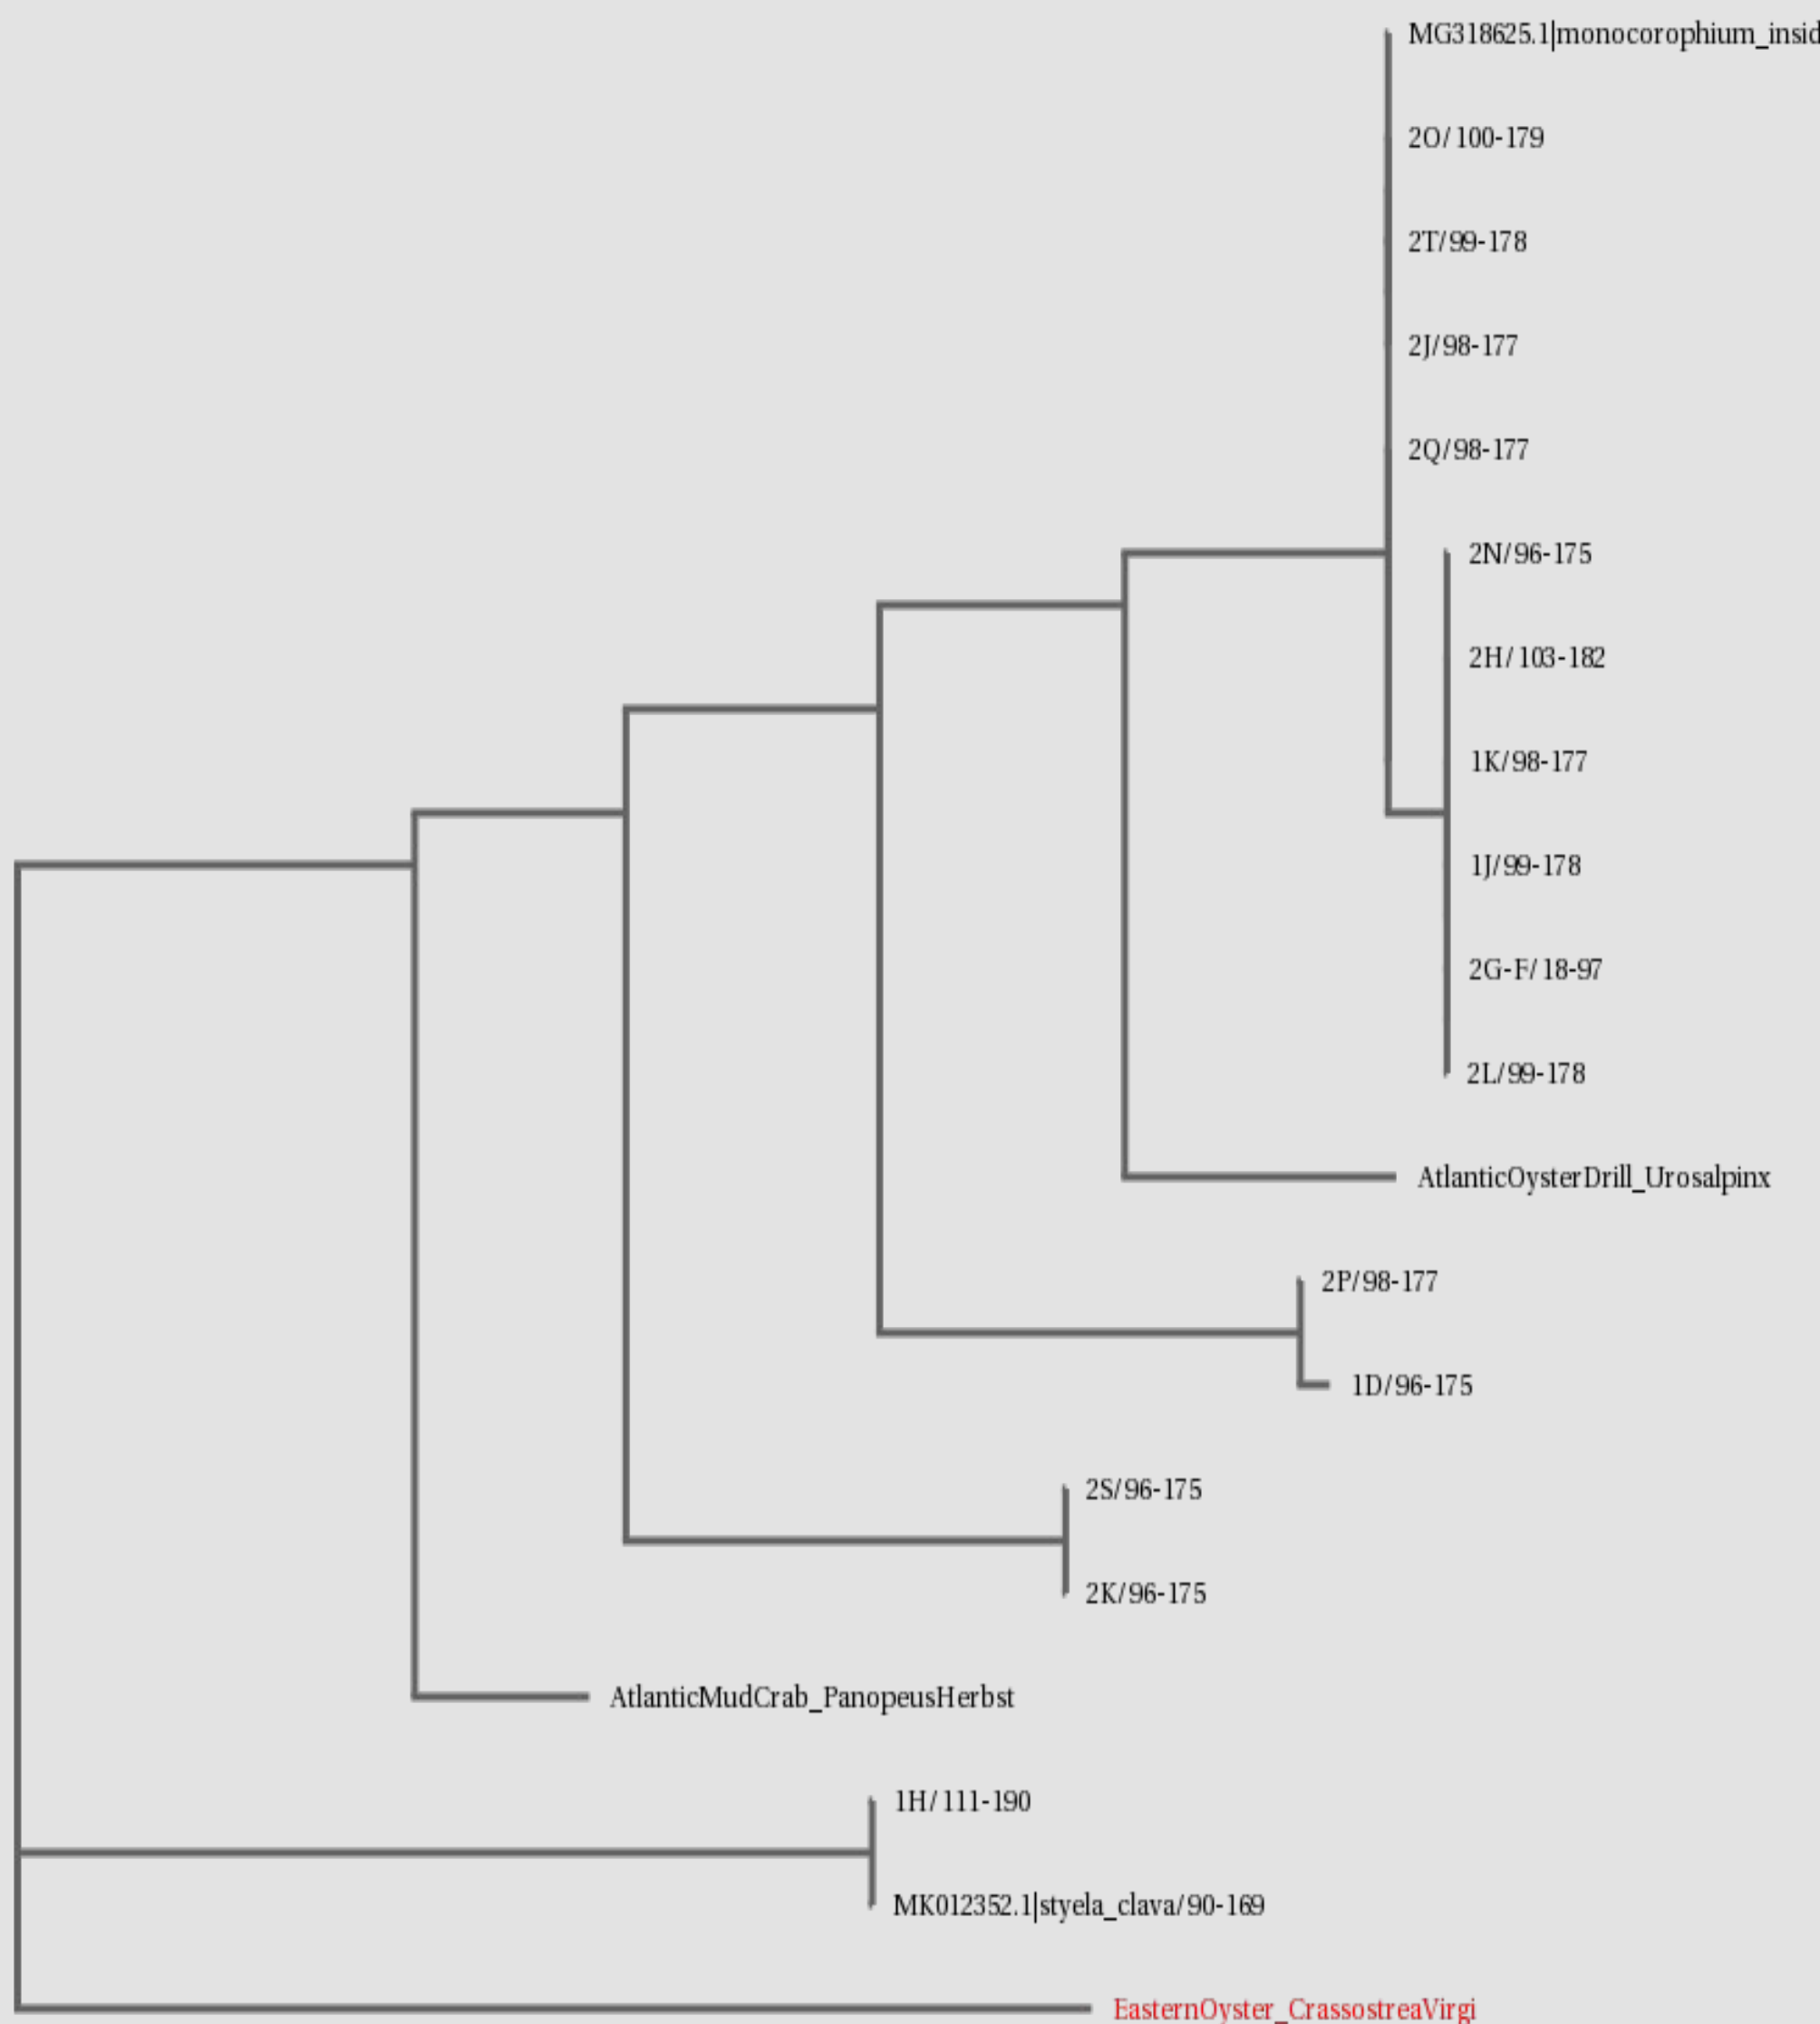 MG318625.1|monocorophium_insid
2O/100-179
2T/99-178
2J/98-177
2Q/98-177
2N/96-175
2H/103-182
1K/98-177
1J/99-178
2G-F/18-97
2L/99-178
AtlanticOysterDrill_Urosalpinx
2P/98-177
1D/96-175
2S/96-175
2K/96-175
AtlanticMudCrab_PanopeusHerbst
1H/111-190
MK012352.1|styela_clava/90-169
EasternOyster_CrassostreaVirgi